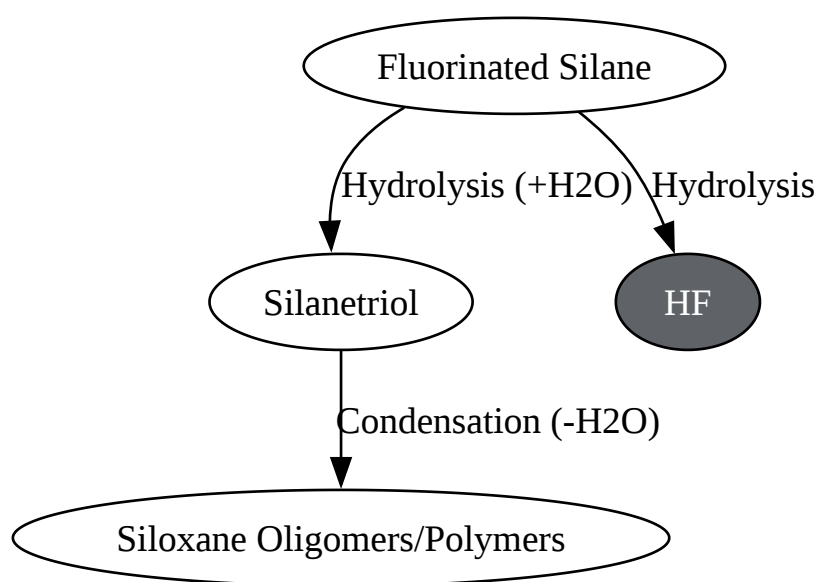 Fluorinated Silane
Hydrolysis (+H2O)
Hydrolysis
Silanetriol
HF
Condensation (-H2O)
Siloxane Oligomers/Polymers